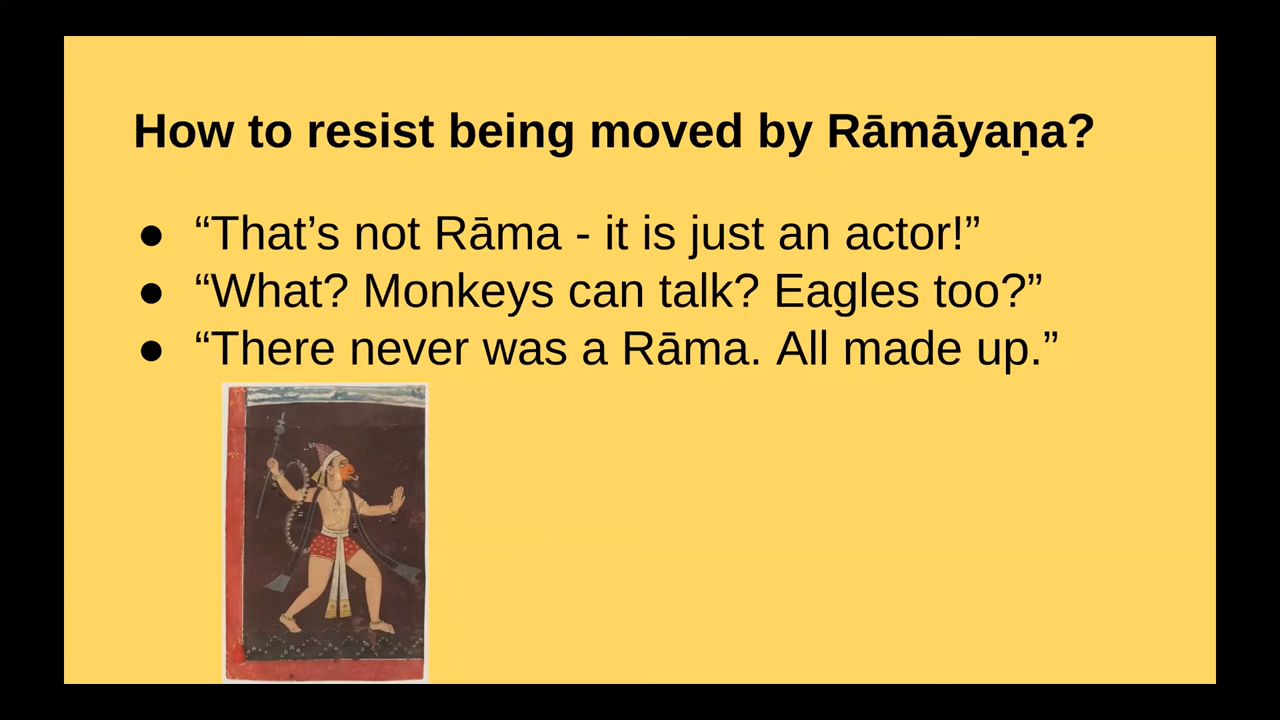 How to resist being moved by Rāmāyaṇa?
● “That’s not Rāma - it is just an actor!”
● “What? Monkeys can talk? Eagles too?”
● “There never was a Rāma. All made up.”